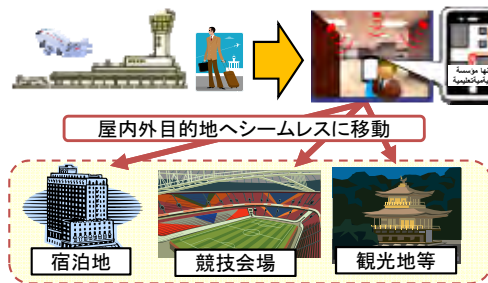 مؤسسة
屋内外目的地へシームレスに移動
宿泊地
競技会場
観光地等